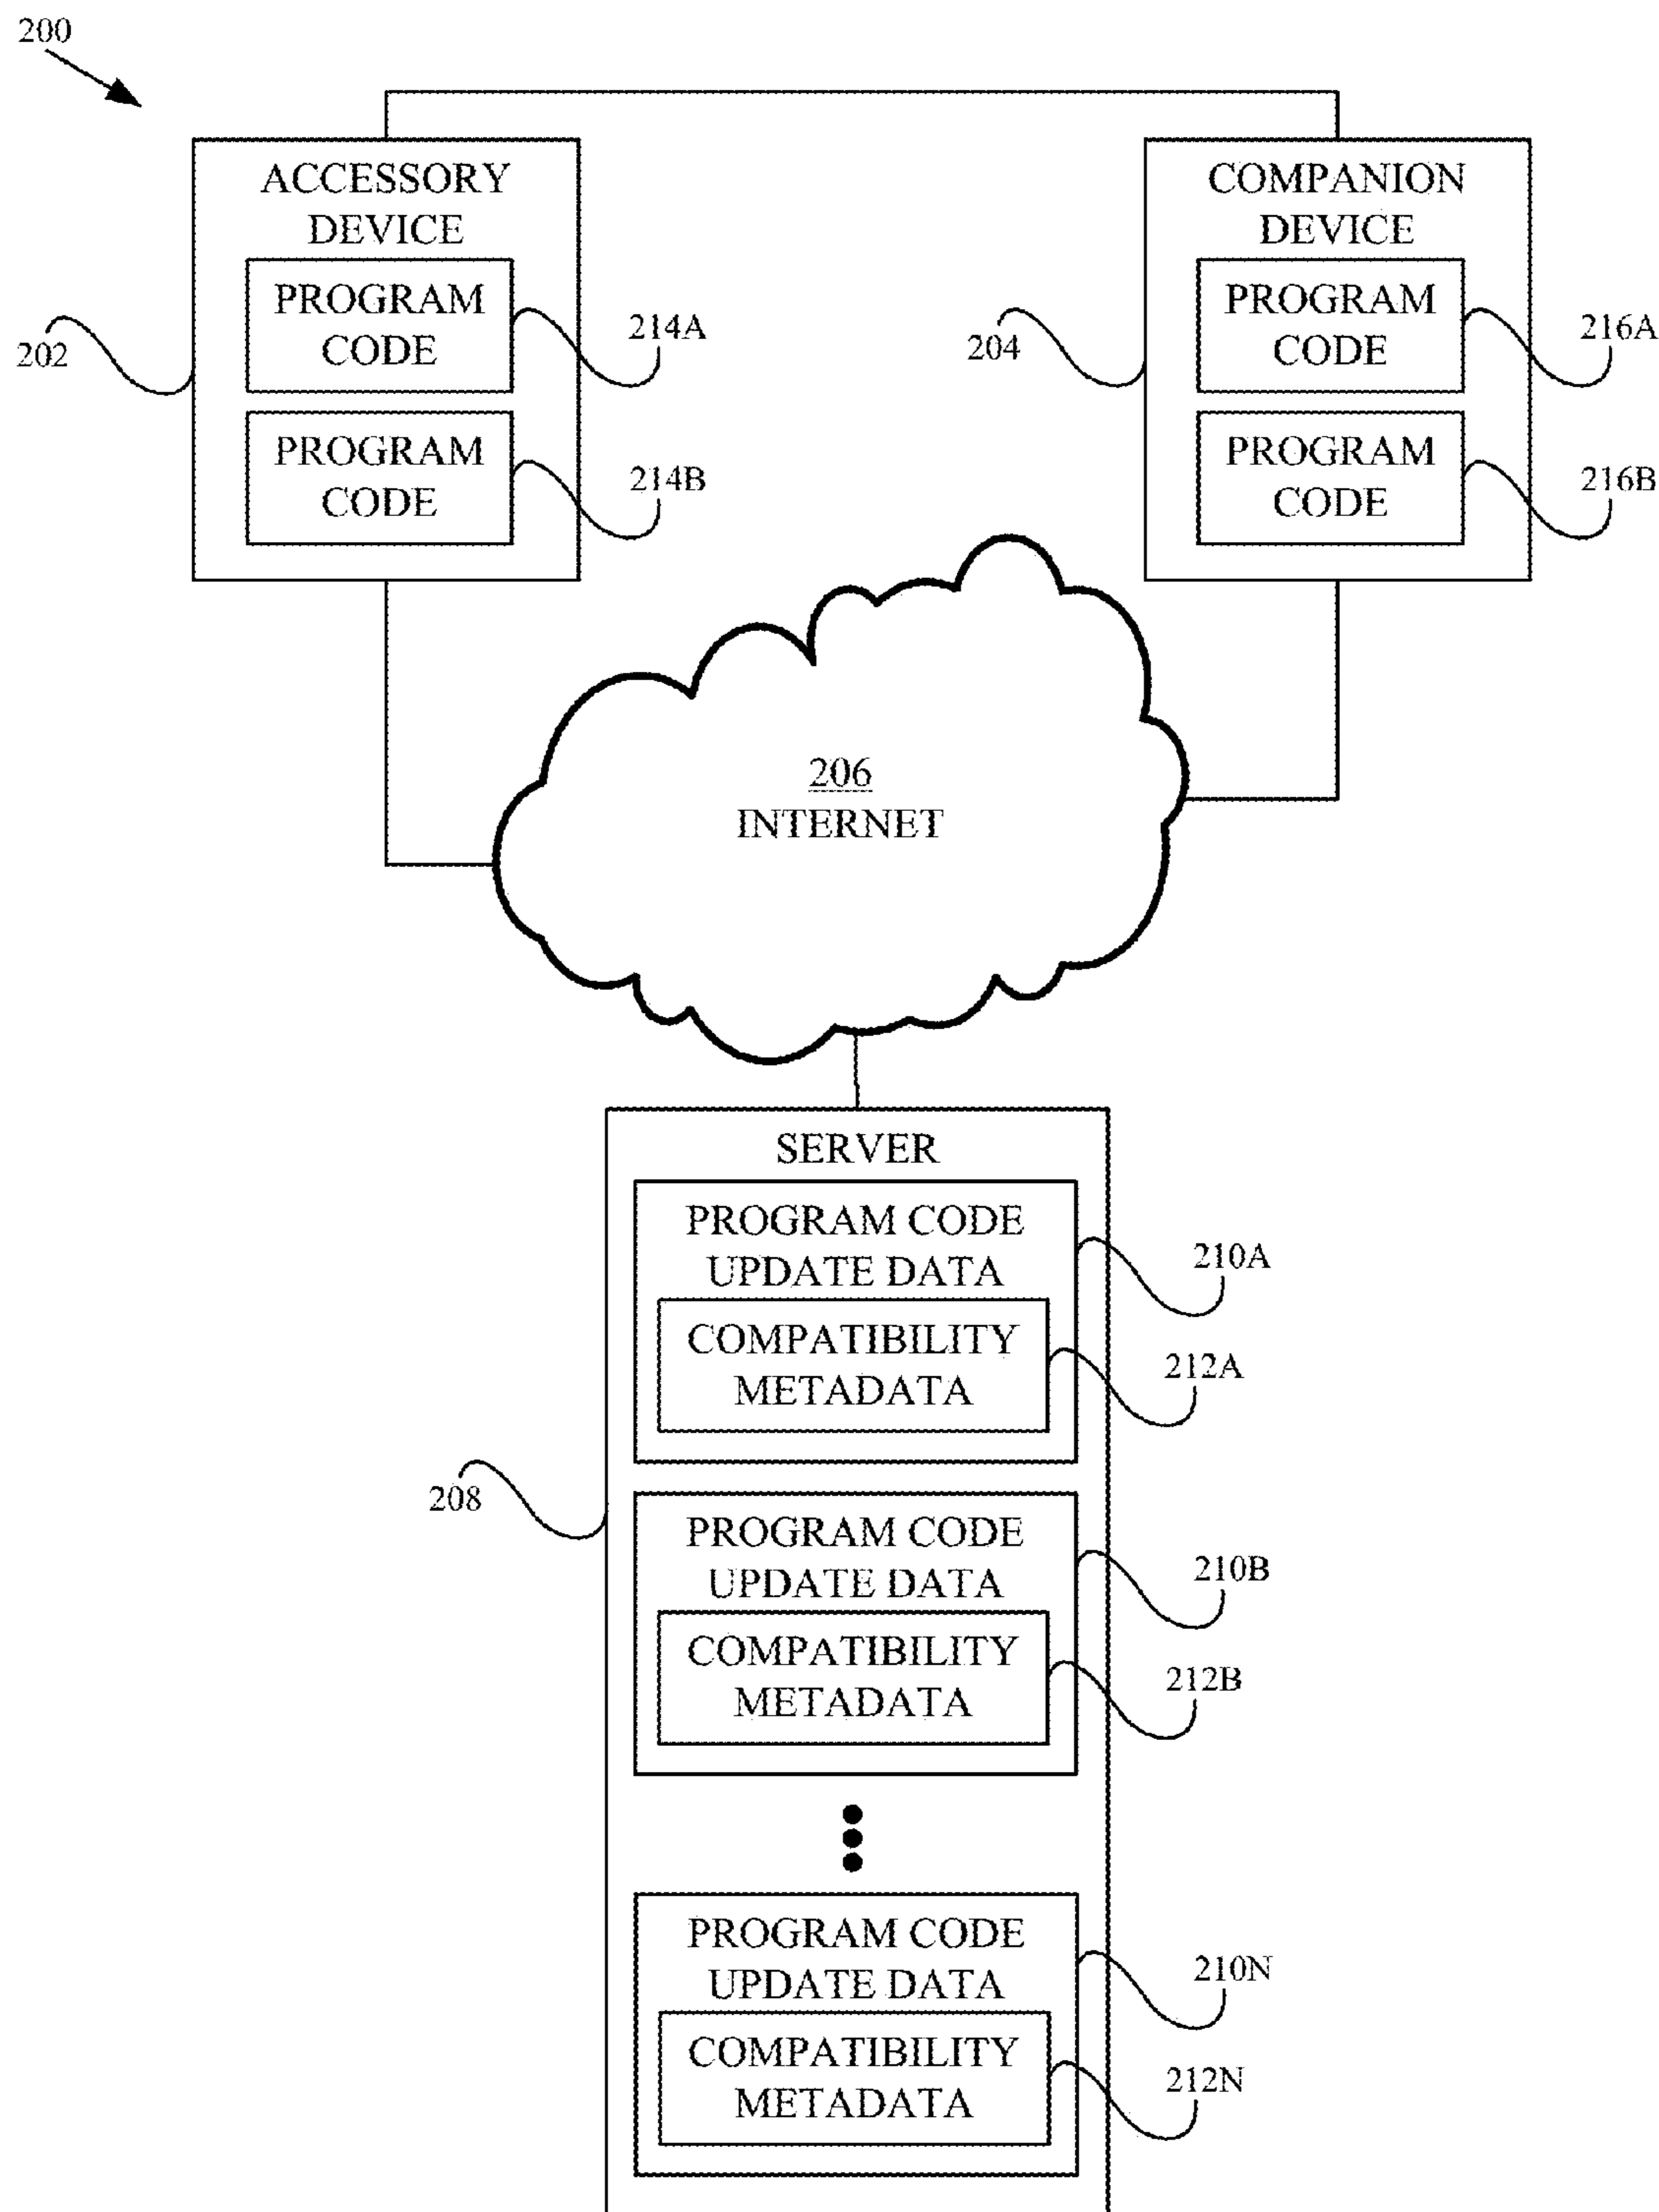 200
ACCESSORY
DEVICE
PROGRAM
CODE
214A
202
PROGRAM
CODE
214B
COMPANION
DEVICE
PROGRAM
CODE
216A
204
PROGRAM
CODE
216B
206
INTERNET
SERVER
PROGRAM CODE
UPDATE DATA
210A
COMPATIBILITY
METADATA
212A
208
PROGRAM CODE
UPDATE DATA
210B
COMPATIBILITY
METADATA
212B
PROGRAM CODE
UPDATE DATA
210N
COMPATIBILITY
METADATA
212N